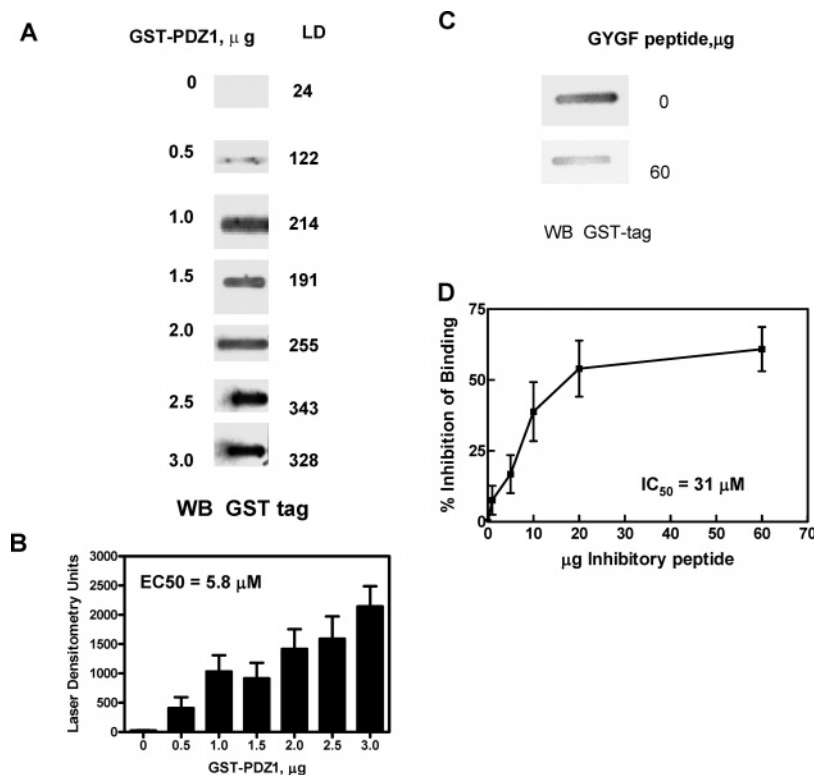 A
GST-PDZ1, μ g
LD
0
24
0.5
122
1.0
214
1.5
191
2.0
255
2.5
343
3.0
328
WB GST tag
B
3000
2500
2000
1500
1000
500
0
Laser Densitometry Units
EC50 = 5.8 μM
0 0.5 1.0 1.5 2.0 2.5 3.0
GST-PDZ1, μg
C
GYGF peptide,μg
0
60
WB GST-tag
D
75
50
25
0
% Inhibition of Binding
IC50 = 31 μM
0 10 20 30 40 50 60 70
μg Inhibitory peptide